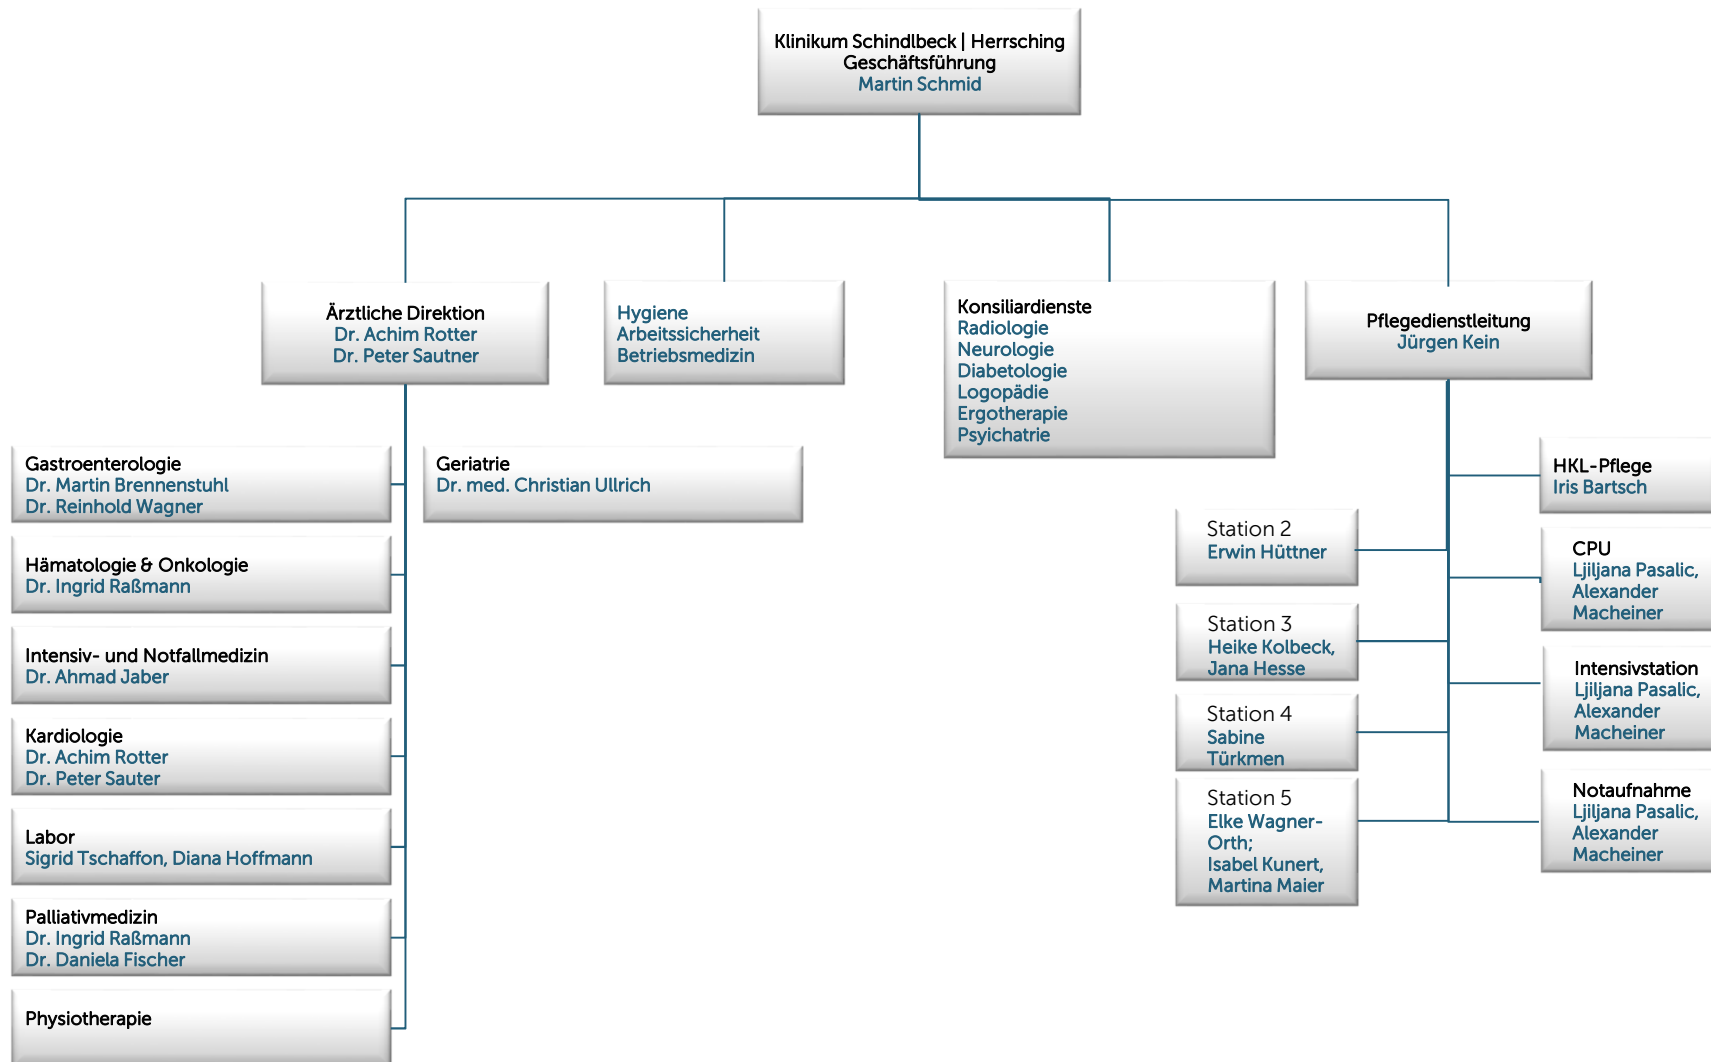 Klinikum Schindlbeck | Herrsching
Geschäftsführung
Martin Schmid
Ärztliche Direktion
Dr. Achim Rotter
Dr. Peter Sautner
Hygiene
Arbeitssicherheit
Betriebsmedizin
Konsiliardienste
Radiologie
Neurologie
Diabetologie
Logopädie
Ergotherapie
Psyichatrie
Pflegedienstleitung
Jürgen Kein
Gastroenterologie
Dr. Martin Brennenstuhl
Dr. Reinhold Wagner
Geriatrie
Dr. med. Christian Ullrich
Hämatologie & Onkologie
Dr. Ingrid Raßmann
Intensiv- und Notfallmedizin
Dr. Ahmad Jaber
Kardiologie
Dr. Achim Rotter
Dr. Peter Sauter
Labor
Sigrid Tschaffon, Diana Hoffmann
Palliativmedizin
Dr. Ingrid Raßmann
Dr. Daniela Fischer
Physiotherapie
Station 2
Erwin Hüttner
Station 3
Heike Kolbeck,
Jana Hesse
Station 4
Sabine
Türkmen
Station 5
Elke Wagner-
Orth;
Isabel Kunert,
Martina Maier
HKL-Pflege
Iris Bartsch
CPU
Ljiljana Pasalic,
Alexander
Macheiner
Intensivstation
Ljiljana Pasalic,
Alexander
Macheiner
Notaufnahme
Ljiljana Pasalic,
Alexander
Macheiner